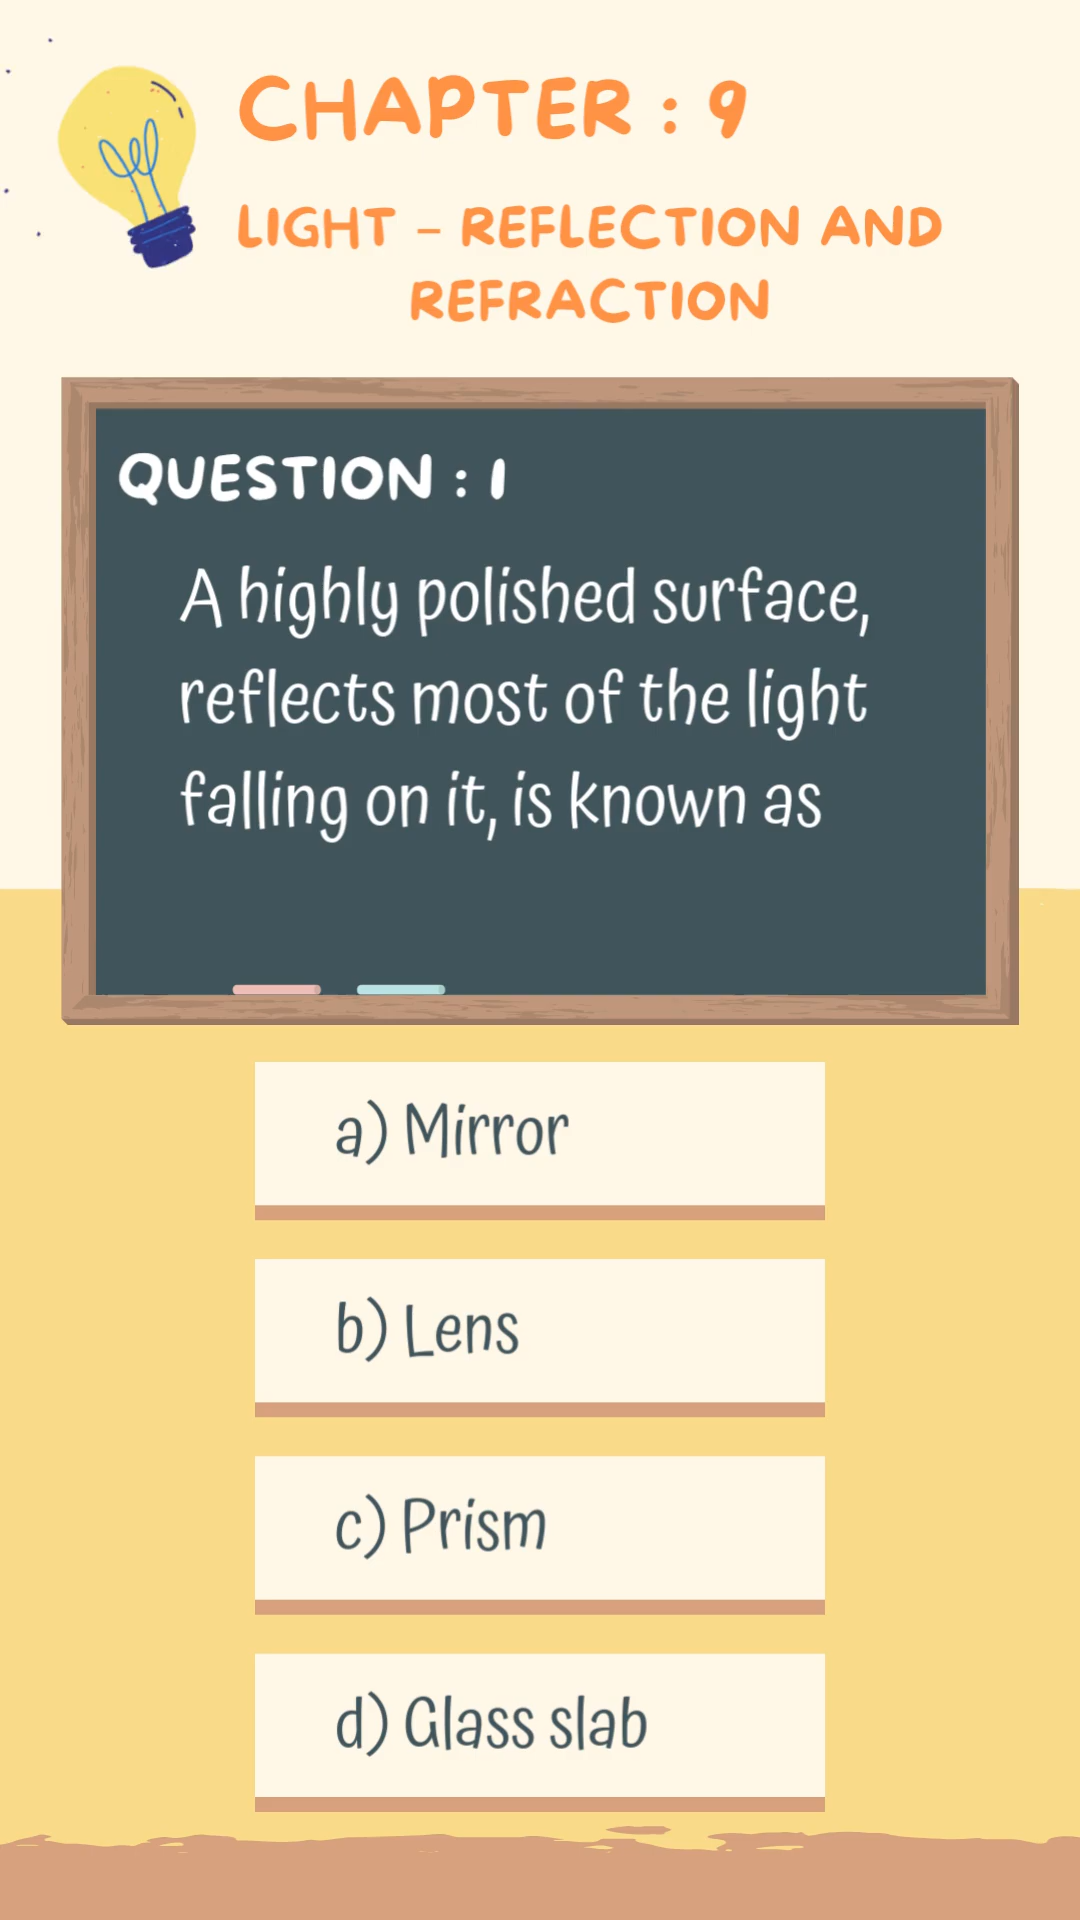 CHAPTER : 9
LIGHT – REFLECTION AND
REFRACTION
QUESTION : 1
A highly polished surface,
reflects most of the light
falling on it, is known as
a) Mirror
b) Lens
c) Prism
d) Glass slab